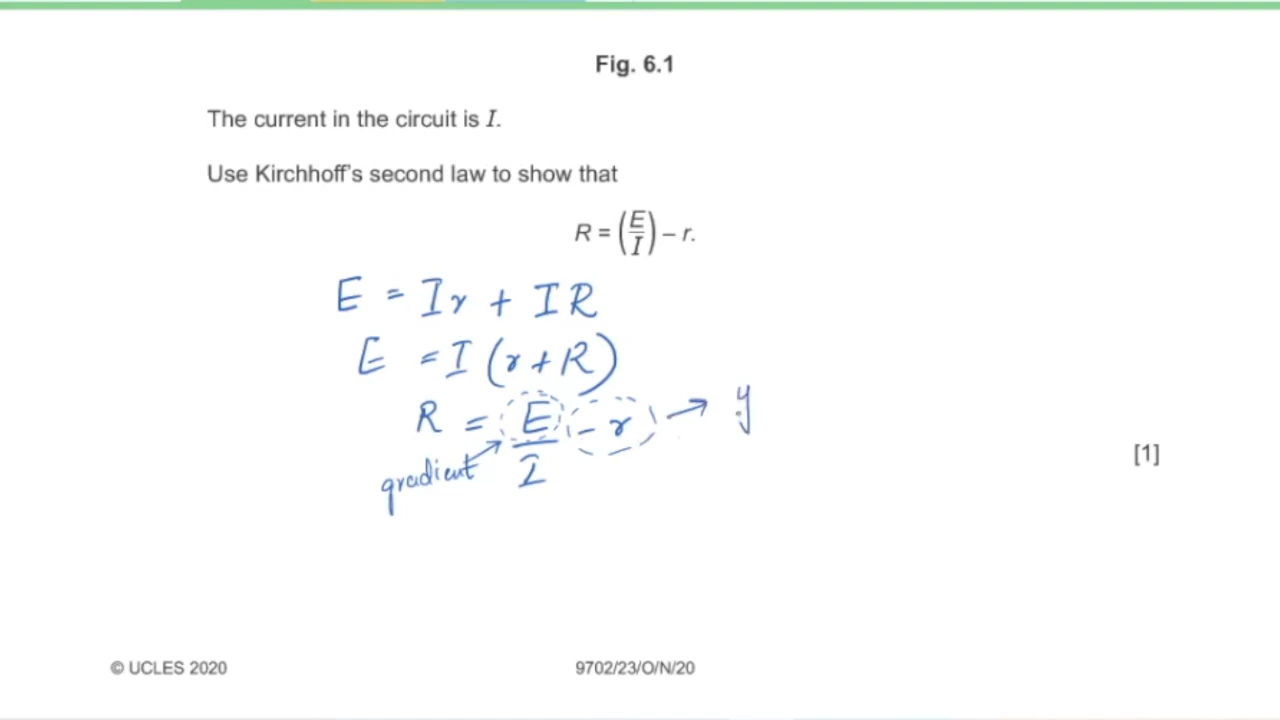 Fig. 6.1
The current in the circuit is I.
Use Kirchhoff's second law to show that
R = (E/I) – r.
E = Ir + IR
E = I (r + R)
R = E/I - r → y
gradient
[1]
© UCLES 2020
9702/23/O/N/20